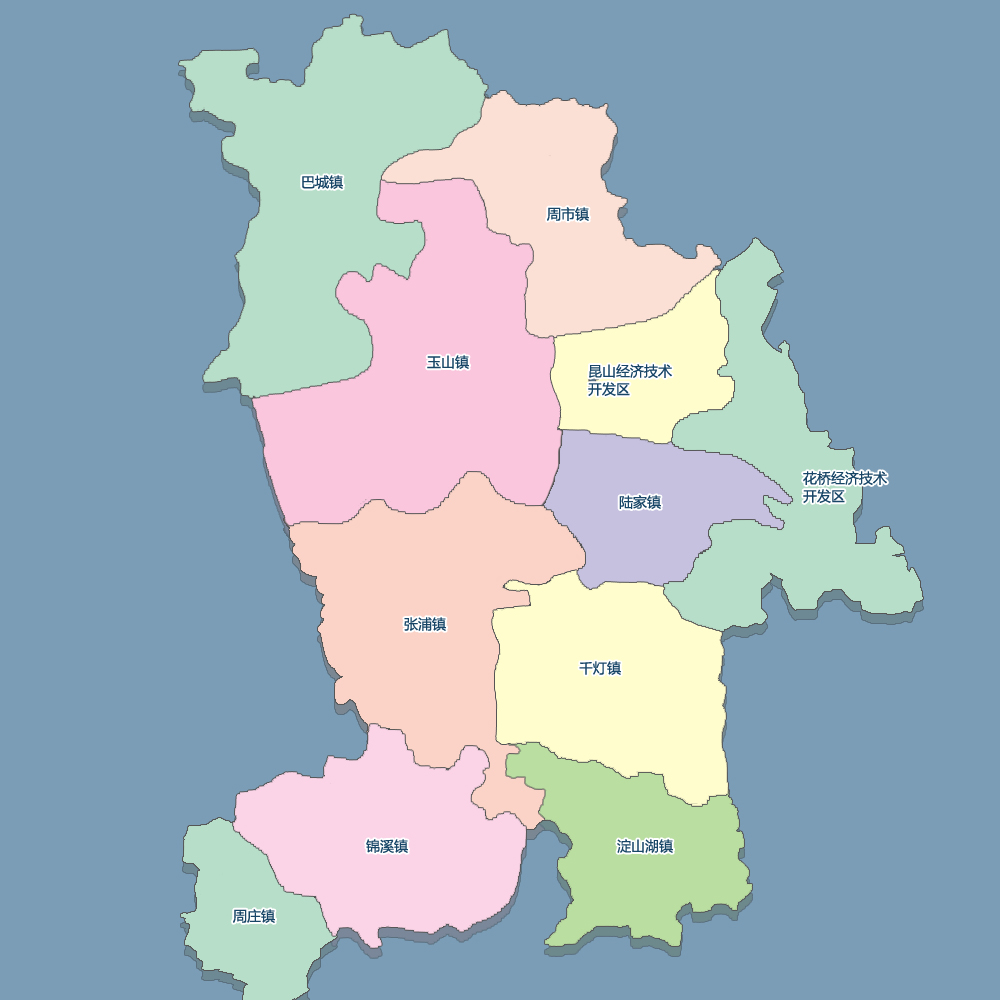 巴城镇
周市镇
玉山镇
昆山经济技术
开发区
花桥经济技术
开发区
陆家镇
张浦镇
千灯镇
锦溪镇
淀山湖镇
周庄镇